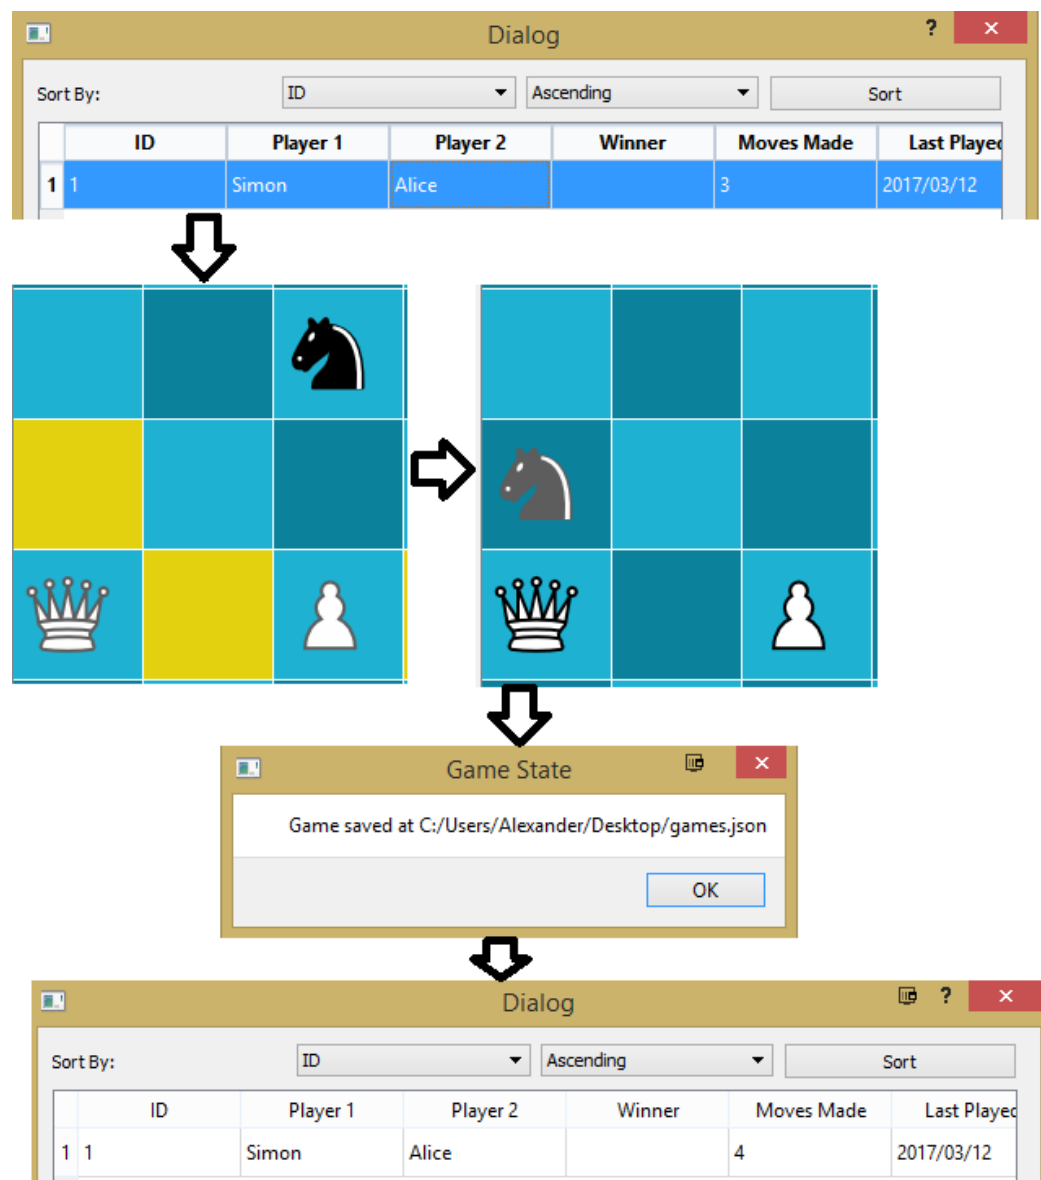 Dialog ?
Sort By: ID Ascending Sort
ID Player 1 Player 2 Winner Moves Made Last Played
1 1 Simon Alice 3 2017/03/12
Game State
Game saved at C:/Users/Alexander/Desktop/games.json
OK
Dialog ?
Sort By: ID Ascending Sort
ID Player 1 Player 2 Winner Moves Made Last Played
1 1 Simon Alice 4 2017/03/12